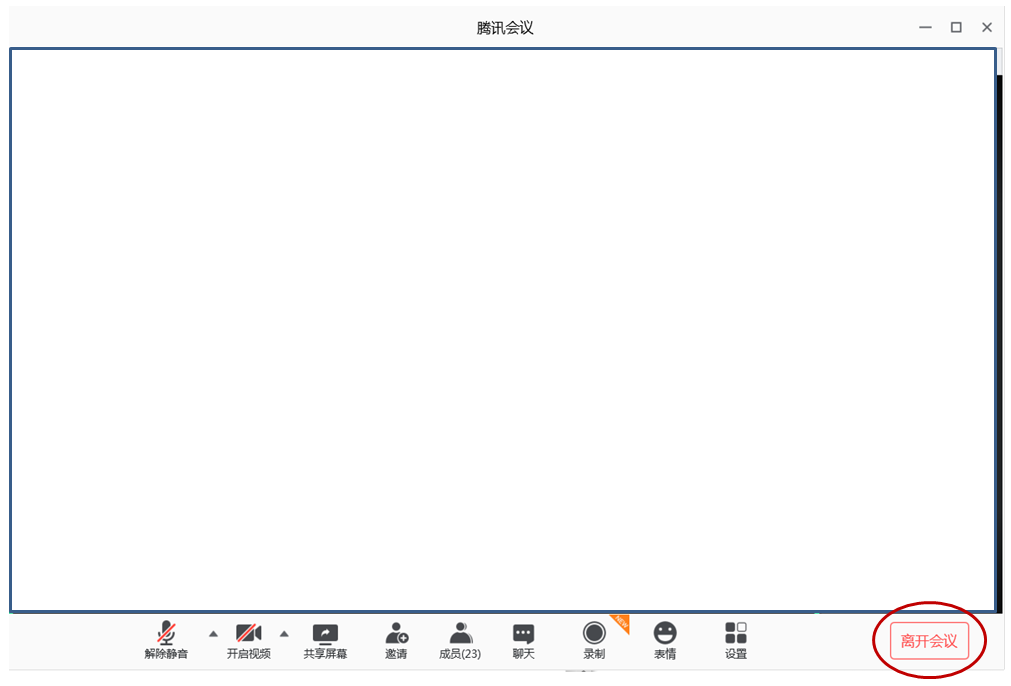 腾讯会议
解除静音
开启视频
共享屏幕
邀请
成员(23)
聊天
录制
NEW
表情
设置
离开会议